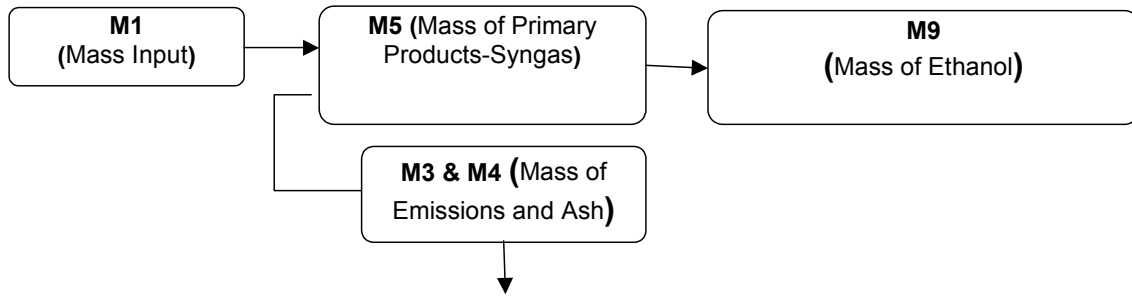 M1
(Mass Input)
M5 (Mass of Primary
Products-Syngas)
M9
(Mass of Ethanol)
M3 & M4 (Mass of
Emissions and Ash)